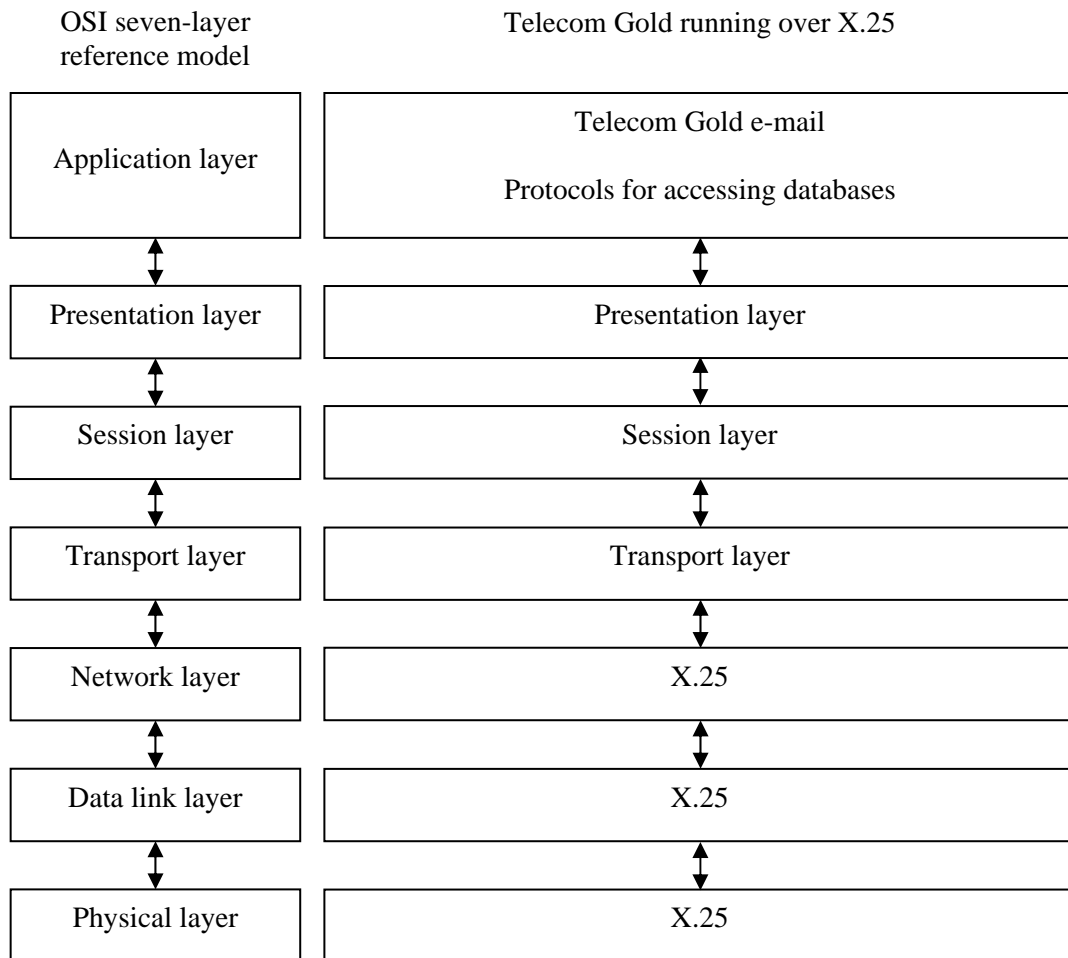 OSI seven-layer
reference model
Telecom Gold running over X.25
Application layer
Telecom Gold e-mail
Protocols for accessing databases
Presentation layer
Presentation layer
Session layer
Session layer
Transport layer
Transport layer
Network layer
X.25
Data link layer
X.25
Physical layer
X.25